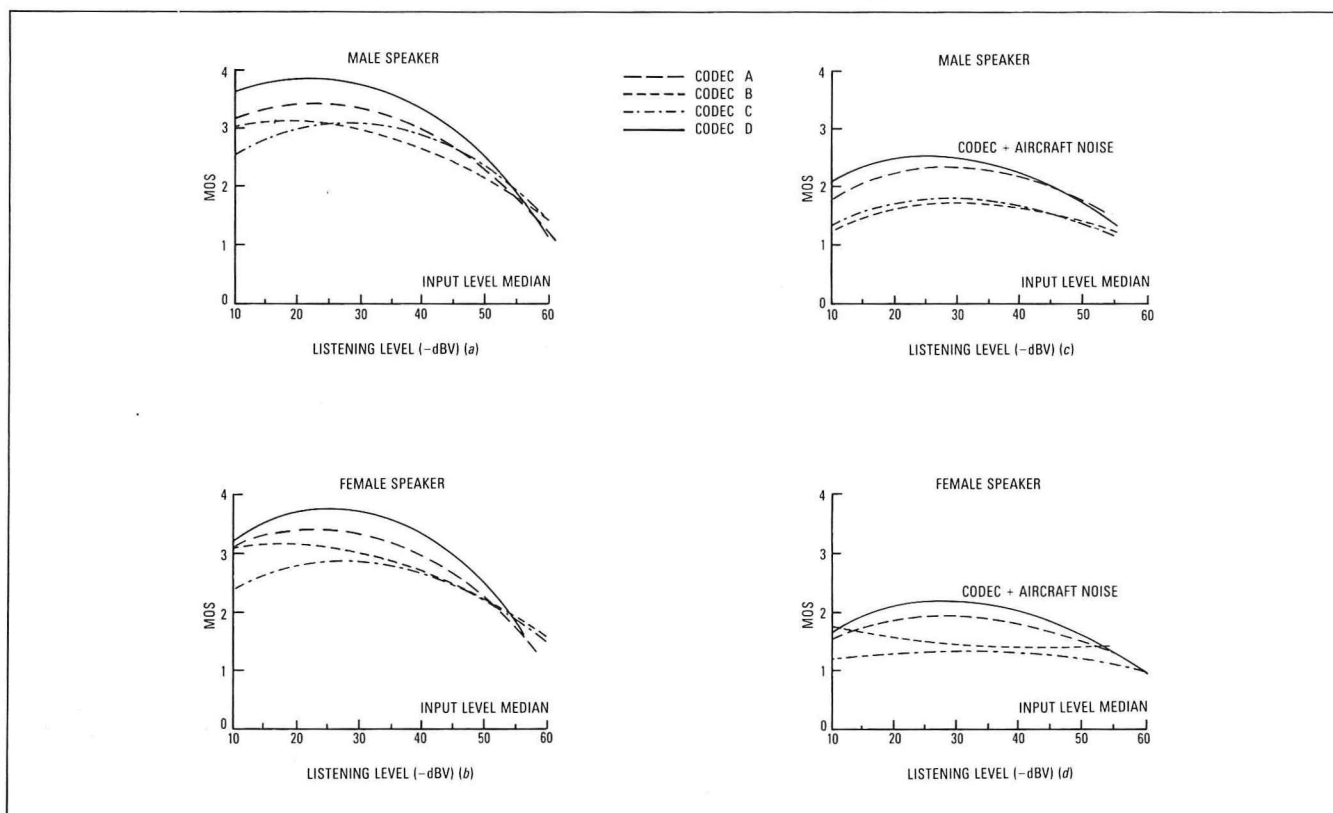 MALE SPEAKER
4
3
2
1
0
MOS
INPUT LEVEL MEDIAN
10 20 30 40 50 60
LISTENING LEVEL (−dBV) (a)
CODEC A
CODEC B
CODEC C
CODEC D
MALE SPEAKER
4
3
2
1
0
MOS
CODEC + AIRCRAFT NOISE
INPUT LEVEL MEDIAN
10 20 30 40 50 60
LISTENING LEVEL (−dBV) (c)
FEMALE SPEAKER
4
3
2
1
0
MOS
INPUT LEVEL MEDIAN
10 20 30 40 50 60
LISTENING LEVEL (−dBV) (b)
FEMALE SPEAKER
4
3
2
1
0
MOS
CODEC + AIRCRAFT NOISE
INPUT LEVEL MEDIAN
10 20 30 40 50 60
LISTENING LEVEL (−dBV) (d)